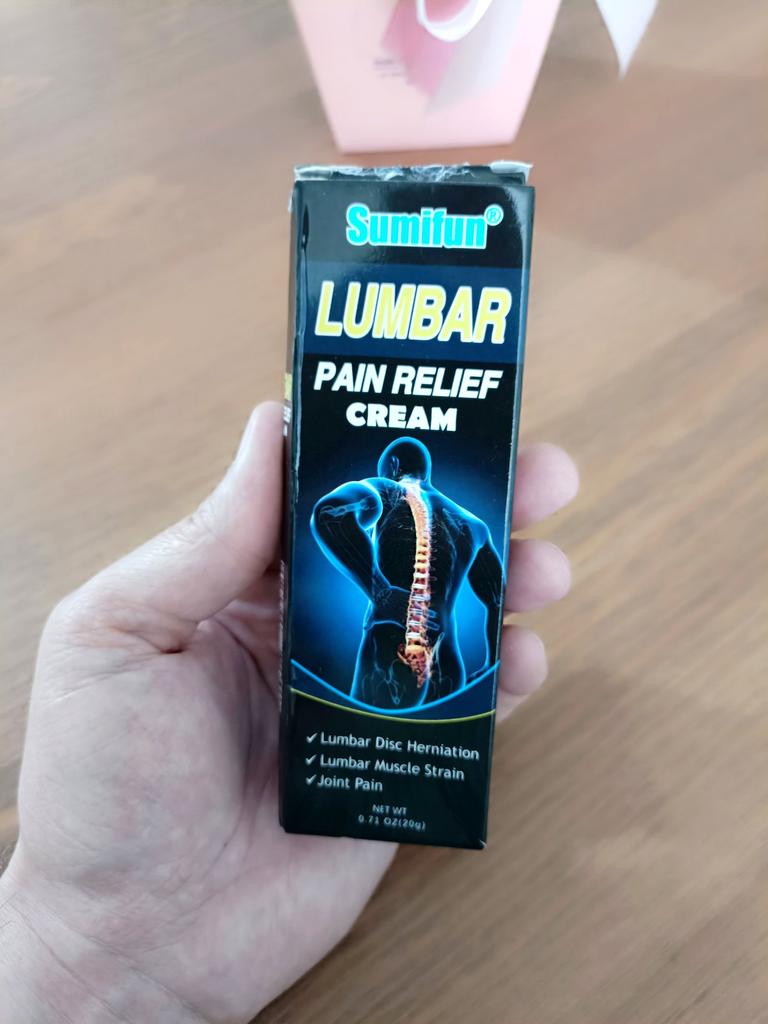 Sumifun®
LUMBAR
PAIN RELIEF
CREAM
✓Lumbar Disc Herniation
✓Lumbar Muscle Strain
✓Joint Pain
NET WT
0.71 OZ(20g)